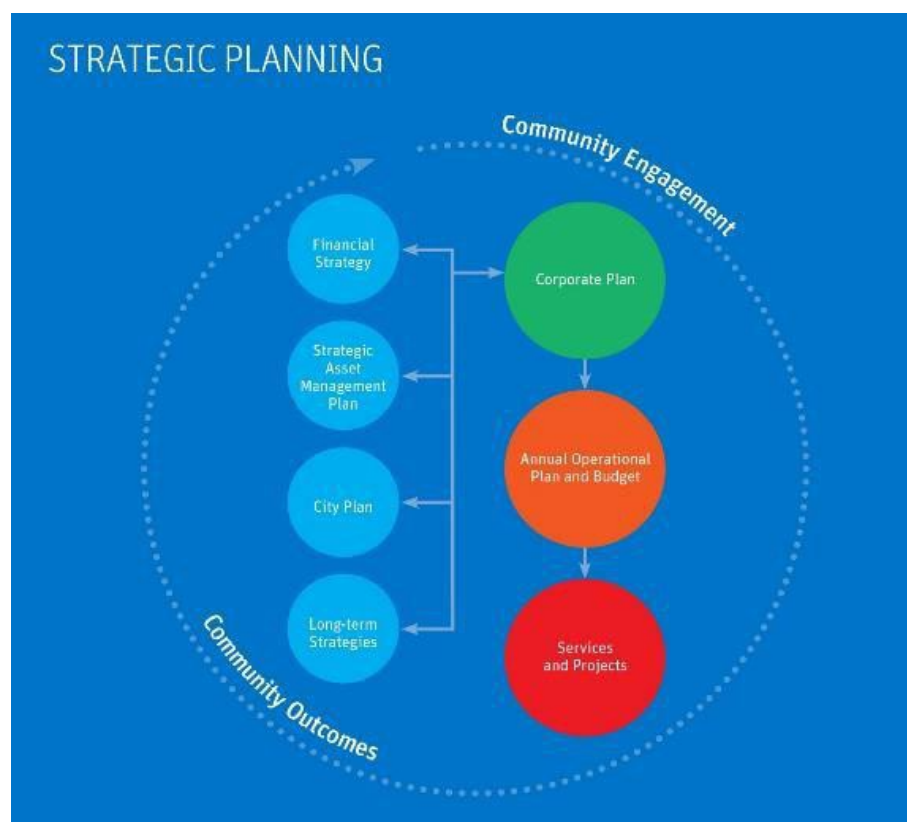 STRATEGIC PLANNING
Community Engagement
Financial
Strategy
Corporate Plan
Strategic
Asset
Management
Plan
Annual Operational
Plan and Budget
City Plan
Long-term
Strategies
Services
and Projects
Community Outcomes